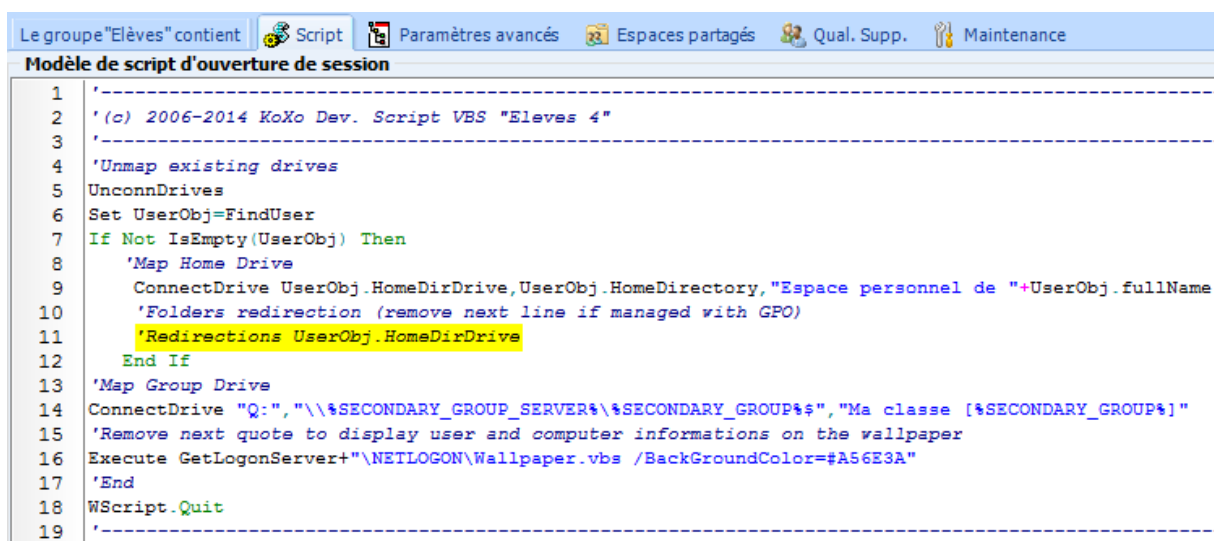 Le groupe"Elèves" contient Script Paramètres avancés Espaces partagés Qual. Supp. Maintenance
Modèle de script d'ouverture de session
1 '--------------------------------------------------------------------------------
2 '(c) 2006-2014 KoXo Dev. Script VBS "Eleves 4"
3 '--------------------------------------------------------------------------------
4 'Unmap existing drives
5 UnconnDrives
6 Set UserObj=FindUser
7 If Not IsEmpty(UserObj) Then
8 'Map Home Drive
9 ConnectDrive UserObj.HomeDirDrive,UserObj.HomeDirectory,"Espace personnel de "+UserObj.fullName
10 'Folders redirection (remove next line if managed with GPO)
11 'Redirections UserObj.HomeDirDrive
12 End If
13 'Map Group Drive
14 ConnectDrive "Q:","\\%SECONDARY_GROUP_SERVER%\%SECONDARY_GROUP%$","Ma classe [%SECONDARY_GROUP%]"
15 'Remove next quote to display user and computer informations on the wallpaper
16 Execute GetLogonServer+"\NETLOGON\Wallpaper.vbs /BackGroundColor=#A56E3A"
17 'End
18 WScript.Quit
19 '--------------------------------------------------------------------------------